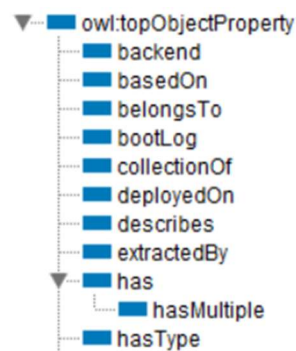 owl:topObjectProperty
backend
basedOn
belongsTo
bootLog
collectionOf
deployedOn
describes
extractedBy
has
hasMultiple
hasType